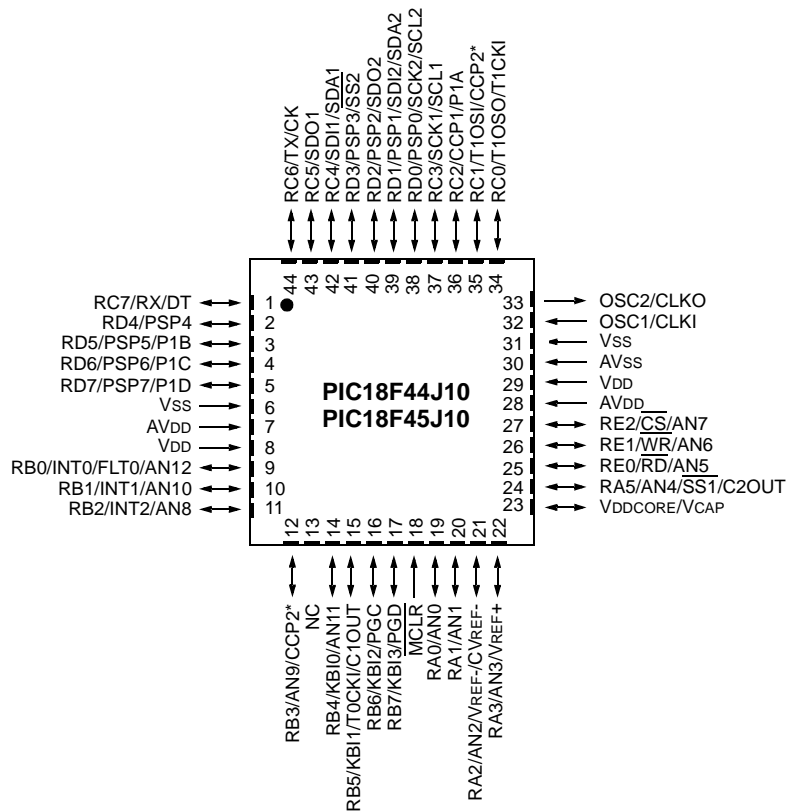 RC6/TX/CK
RC5/SDO1
RC4/SDI1/SDA1
RD3/PSP3/SS2
RD2/PSP2/SDO2
RD1/PSP1/SDI2/SDA2
RD0/PSP0/SCK2/SCL2
RC3/SCK1/SCL1
RC2/CCP1/P1A
RC1/T1OSI/CCP2*
RC0/T1OSO/T1CKI
44
43
42
41
40
39
38
37
36
35
34
RC7/RX/DT 1
RD4/PSP4 2
RD5/PSP5/P1B 3
RD6/PSP6/P1C 4
RD7/PSP7/P1D 5
VSS 6
AVDD 7
VDD 8
RB0/INT0/FLT0/AN12 9
RB1/INT1/AN10 10
RB2/INT2/AN8 11
PIC18F44J10
PIC18F45J10
33 OSC2/CLKO
32 OSC1/CLKI
31 VSS
30 AVSS
29 VDD
28 AVDD
27 RE2/CS/AN7
26 RE1/WR/AN6
25 RE0/RD/AN5
24 RA5/AN4/SS1/C2OUT
23 VDDCORE/VCAP
12
13
14
15
16
17
18
19
20
21
22
RB3/AN9/CCP2*
NC
RB4/KBI0/AN11
RB5/KBI1/T0CKI/C1OUT
RB6/KBI2/PGC
RB7/KBI3/PGD
MCLR
RA0/AN0
RA1/AN1
RA2/AN2/VREF-/CVREF-
RA3/AN3/VREF+